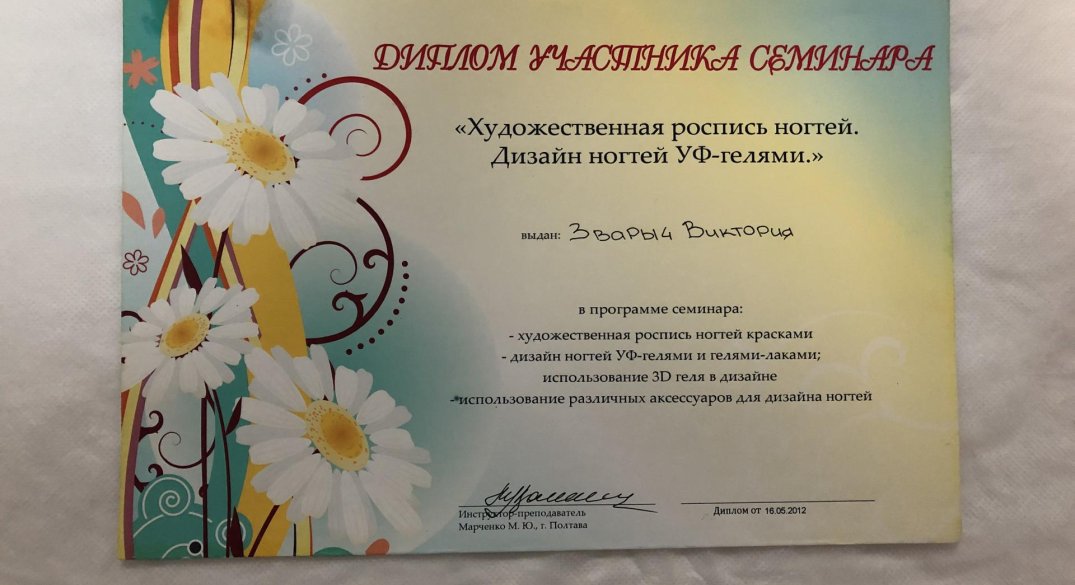 ДИПЛОМ УЧАСТНИКА СЕМИНАРА
«Художественная роспись ногтей.
Дизайн ногтей УФ-гелями.»
выдан: Зварыч Виктория
в программе семинара:
- художественная роспись ногтей красками
- дизайн ногтей УФ-гелями и гелями-лаками;
использование 3D геля в дизайне
-*использование различных аксессуаров для дизайна ногтей
Инструктор-преподаватель
Марченко М. Ю., г. Полтава
Диплом от 16.05.2012